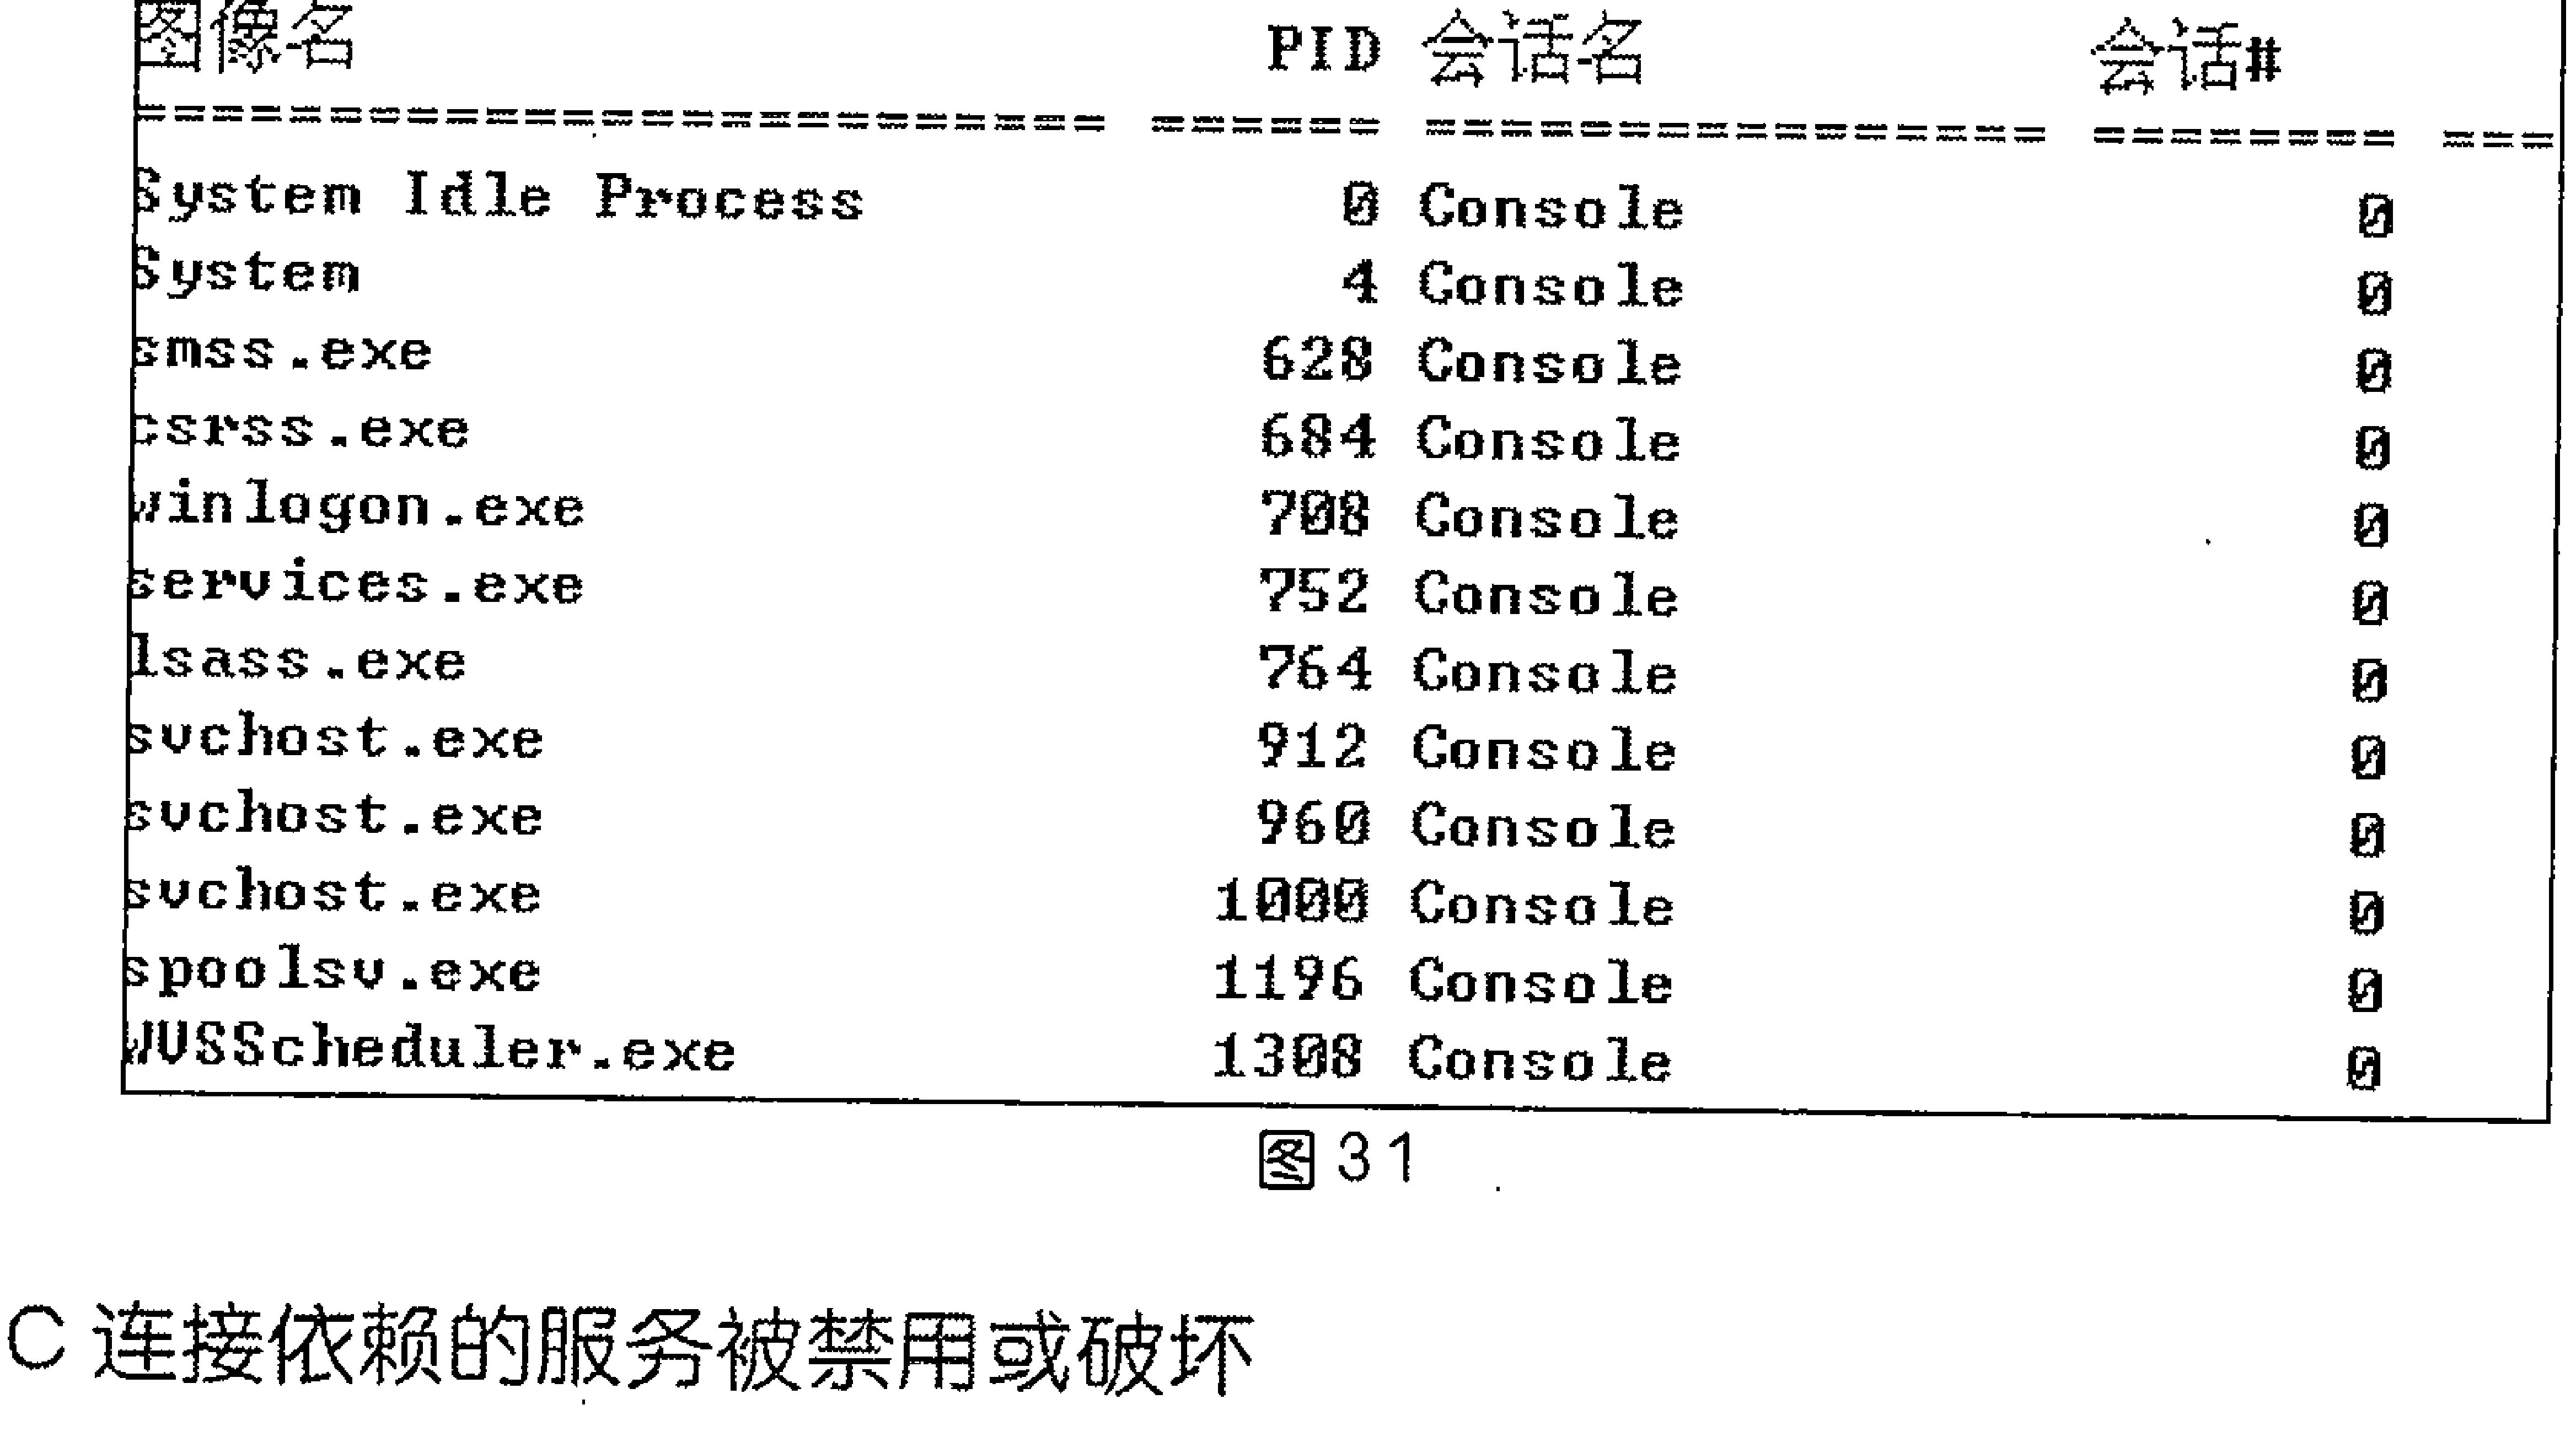 图像名 PID 会话名 会话#
========================= ====== ================ ======== ===
System Idle Process 0 Console 0
System 4 Console 0
smss.exe 628 Console 0
csrss.exe 684 Console 0
winlogon.exe 708 Console 0
services.exe 752 Console 0
lsass.exe 764 Console 0
svchost.exe 912 Console 0
svchost.exe 960 Console 0
svchost.exe 1000 Console 0
spoolsv.exe 1196 Console 0
WVSScheduler.exe 1308 Console 0
图31
C 连接依赖的服务被禁用或破坏